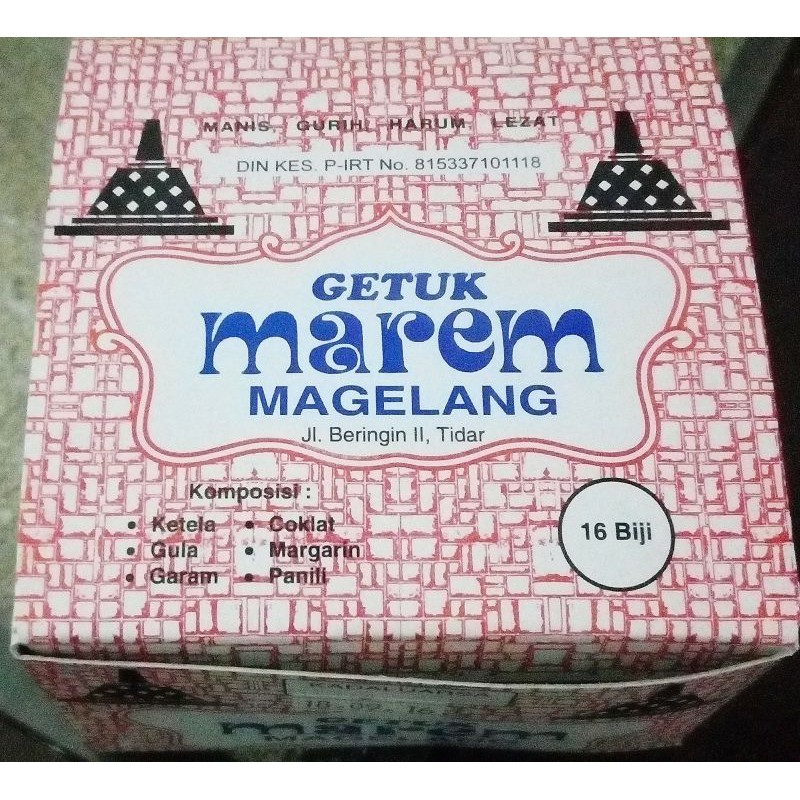 MANIS, GURIH, HARUM, LEZAT
DIN KES. P-IRT No. 815337101118
GETUK
marem
MAGELANG
Jl. Beringin II, Tidar
Komposisi :
• Ketela • Coklat
• Gula • Margarin
• Garam • Panili
16 Biji
marem